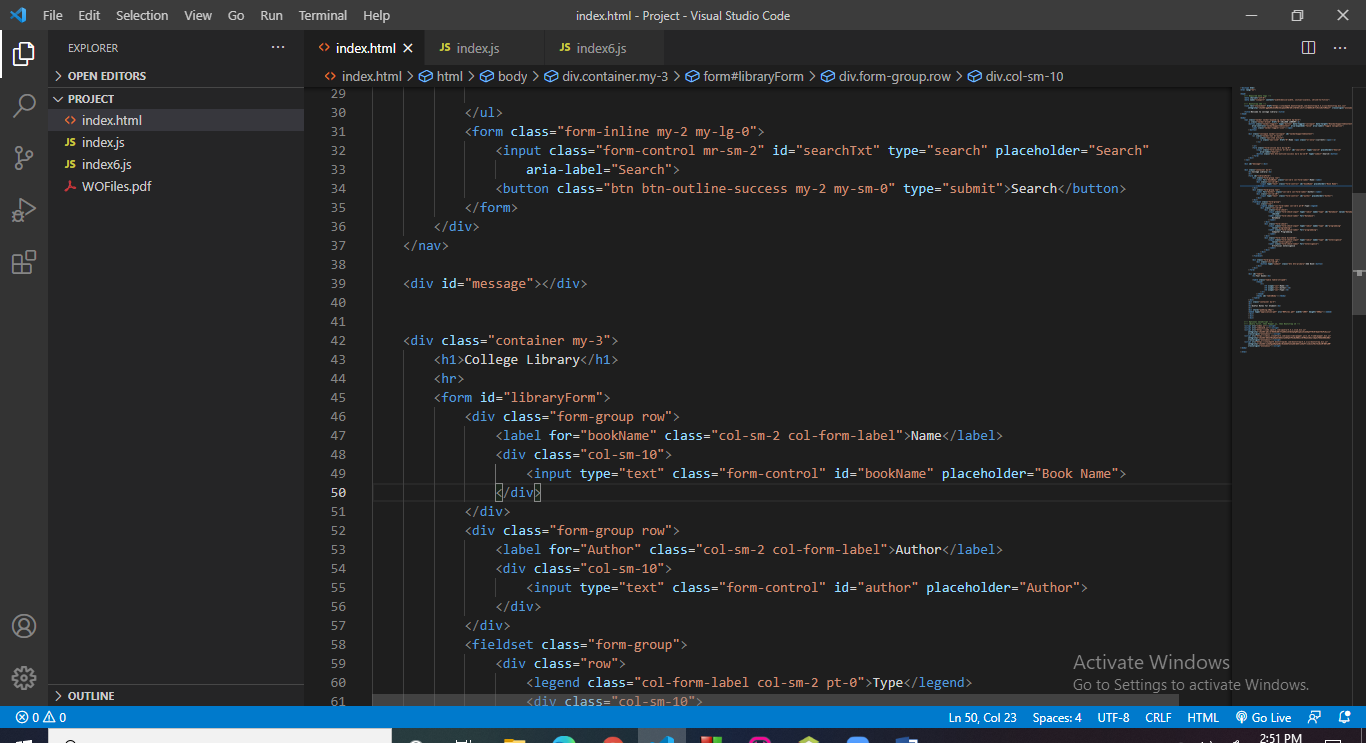 File Edit Selection View Go Run Terminal Help index.html - Project - Visual Studio Code
EXPLORER
OPEN EDITORS
PROJECT
index.html
JS index.js
JS index6.js
WOFiles.pdf
OUTLINE
index.html JS index.js JS index6.js
index.html > html > body > div.container.my-3 > form#libraryForm > div.form-group.row > div.col-sm-10
29
30 </ul>
31 <form class="form-inline my-2 my-lg-0">
32 <input class="form-control mr-sm-2" id="searchTxt" type="search" placeholder="Search"
33 aria-label="Search">
34 <button class="btn btn-outline-success my-2 my-sm-0" type="submit">Search</button>
35 </form>
36 </div>
37 </nav>
38
39 <div id="message"></div>
40
41
42 <div class="container my-3">
43 <h1>College Library</h1>
44 <hr>
45 <form id="libraryForm">
46 <div class="form-group row">
47 <label for="bookName" class="col-sm-2 col-form-label">Name</label>
48 <div class="col-sm-10">
49 <input type="text" class="form-control" id="bookName" placeholder="Book Name">
50 </div>
51 </div>
52 <div class="form-group row">
53 <label for="Author" class="col-sm-2 col-form-label">Author</label>
54 <div class="col-sm-10">
55 <input type="text" class="form-control" id="author" placeholder="Author">
56 </div>
57 </div>
58 <fieldset class="form-group">
59 <div class="row">
60 <legend class="col-form-label col-sm-2 pt-0">Type</legend>
61 <div class="col-sm-10">
Activate Windows
Go to Settings to activate Windows.
0 0 Ln 50, Col 23 Spaces: 4 UTF-8 CRLF HTML Go Live
2:51 PM